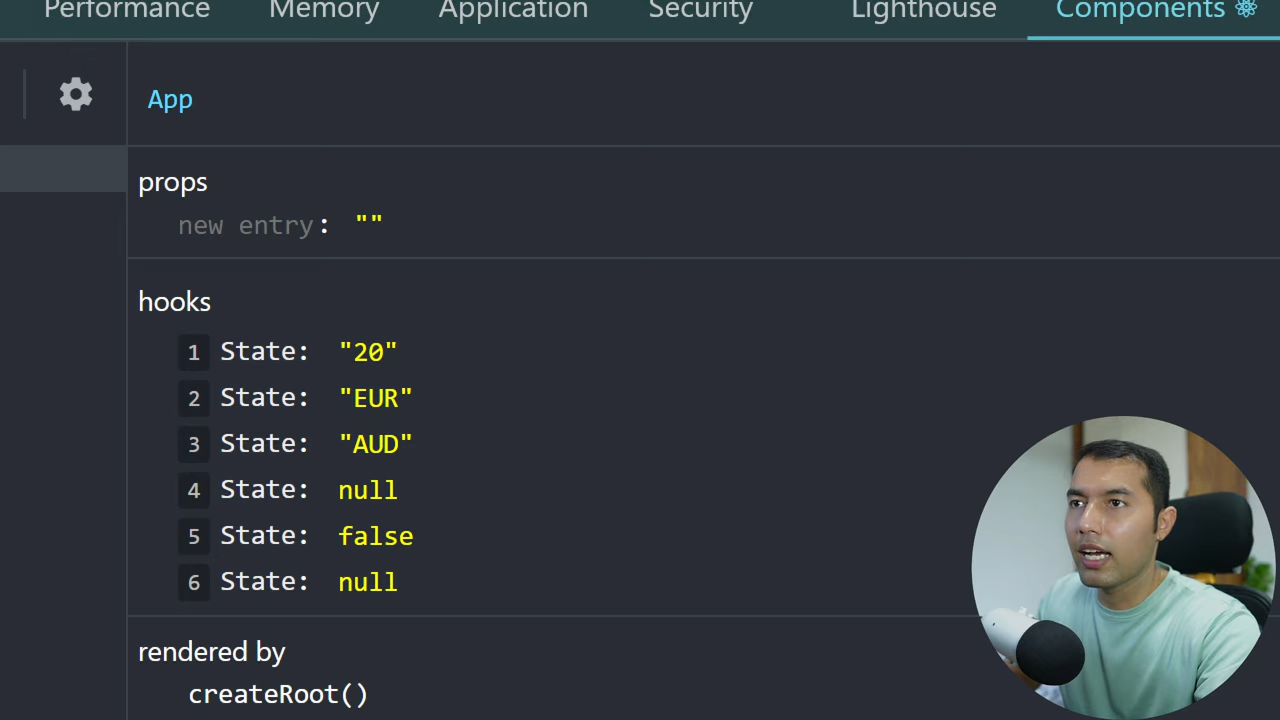 Performance Memory Application Security Lighthouse Components ⚛
App
props
new entry: ""
hooks
1 State: "20"
2 State: "EUR"
3 State: "AUD"
4 State: null
5 State: false
6 State: null
rendered by
createRoot()